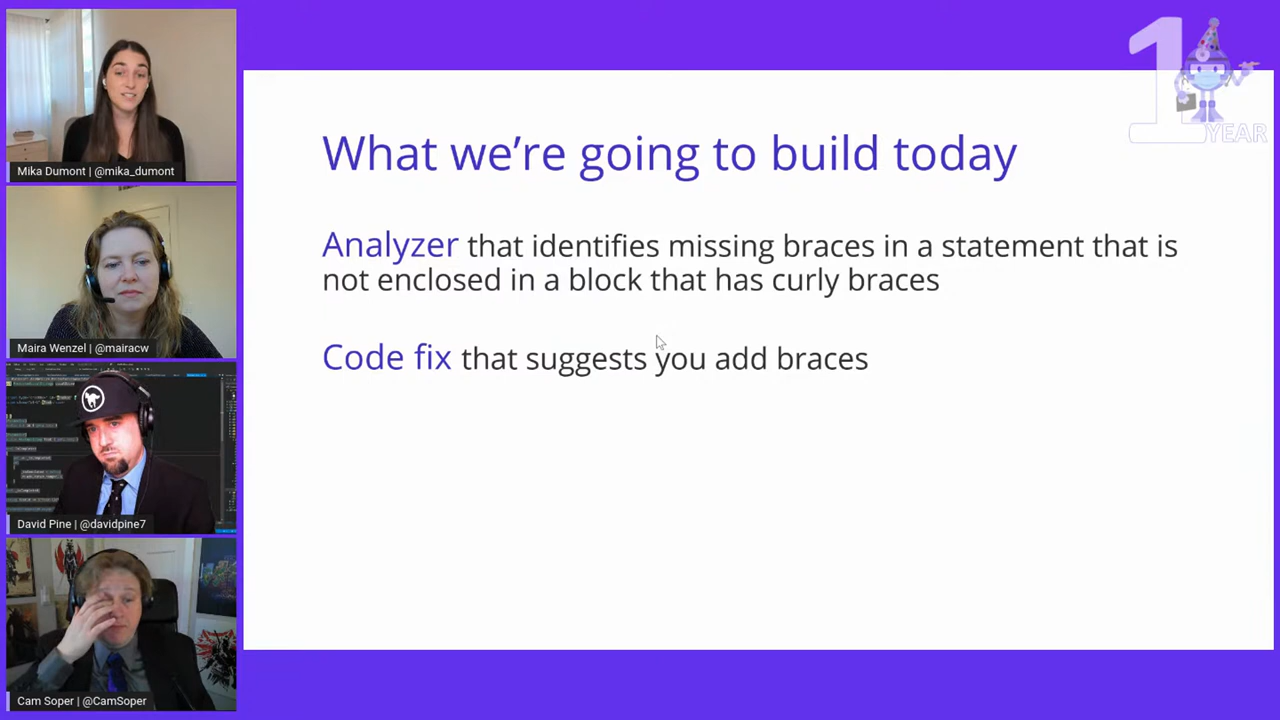 Mika Dumont | @mika_dumont
Maira Wenzel | @mairacw
David Pine | @davidpine7
Cam Soper | @CamSoper
1
YEAR
What we're going to build today
Analyzer that identifies missing braces in a statement that is
not enclosed in a block that has curly braces
Code fix that suggests you add braces